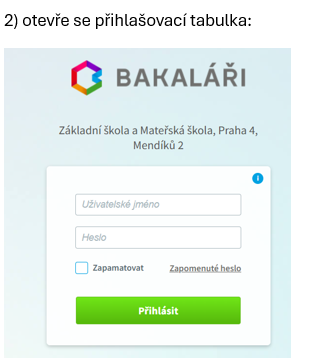 2) otevře se přihlašovací tabulka:
BAKALÁŘI
Základní škola a Mateřská škola, Praha 4,
Mendíků 2
i
Uživatelské jméno
Heslo
Zapamatovat Zapomenuté heslo
Přihlásit